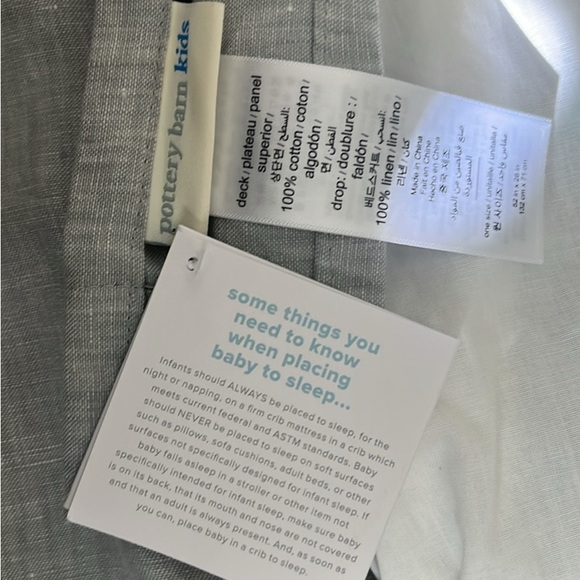 pottery barn kids
deck / plateau / panel
superior /
상단면 / السطح:
100% cotton / coton /
algodón /
면 / القطن /
drop: / doublure : /
faldón /
베드스커트 / السحب:
100% linen / lin / lino /
리넨 / كتان
Made in China
Fait en Chine
Hecho en China
중국 제조
صنع في الصين من المواد
المستوردة
one size / unitaille / unitalla /
원 사이즈 / مقاس واحد
52 in x 28 in
132 cm x 71 cm
some things you
need to know
when placing
baby to sleep...
Infants should ALWAYS be placed to sleep, for the
night or napping, on a firm crib mattress in a crib which
meets current federal and ASTM standards. Baby
should NEVER be placed to sleep on soft surfaces
such as pillows, sofa cushions, adult beds, or other
surfaces not specifically designed for infant sleep. If
baby falls asleep in a stroller or other item not
specifically intended for infant sleep, make sure baby
is on its back, that its mouth and nose are not covered
and that an adult is always present. And, as soon as
you can, place baby in a crib to sleep.